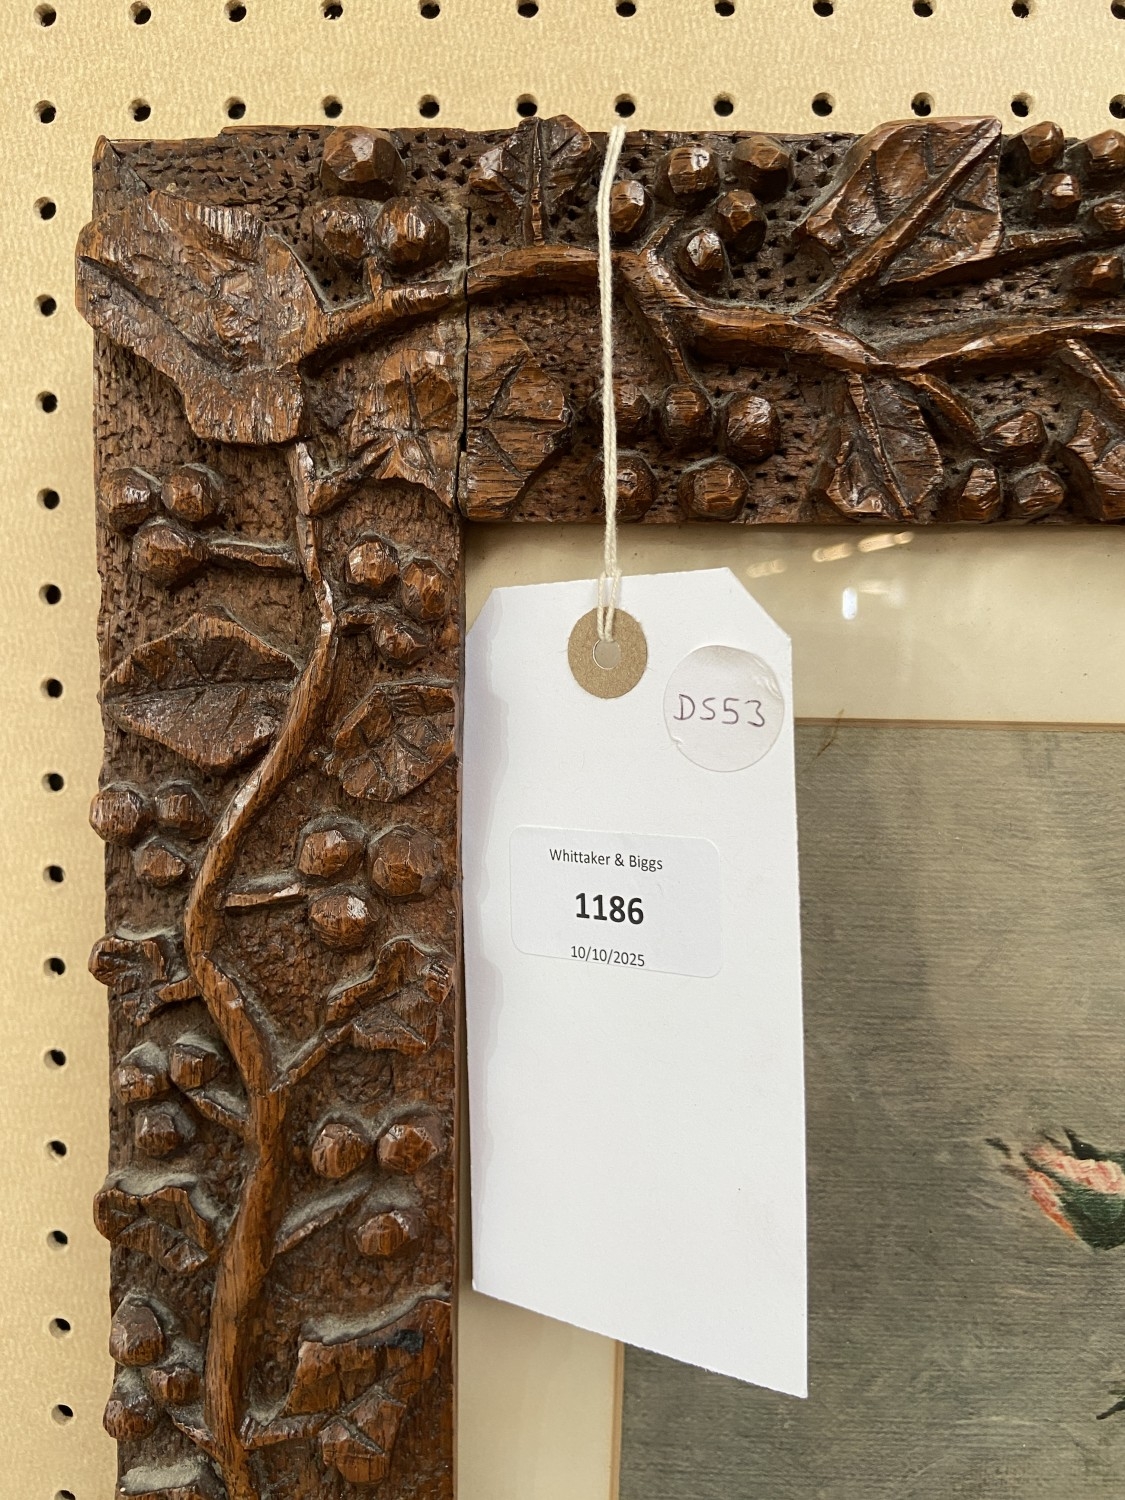 DS53
Whittaker & Biggs
1186
10/10/2025